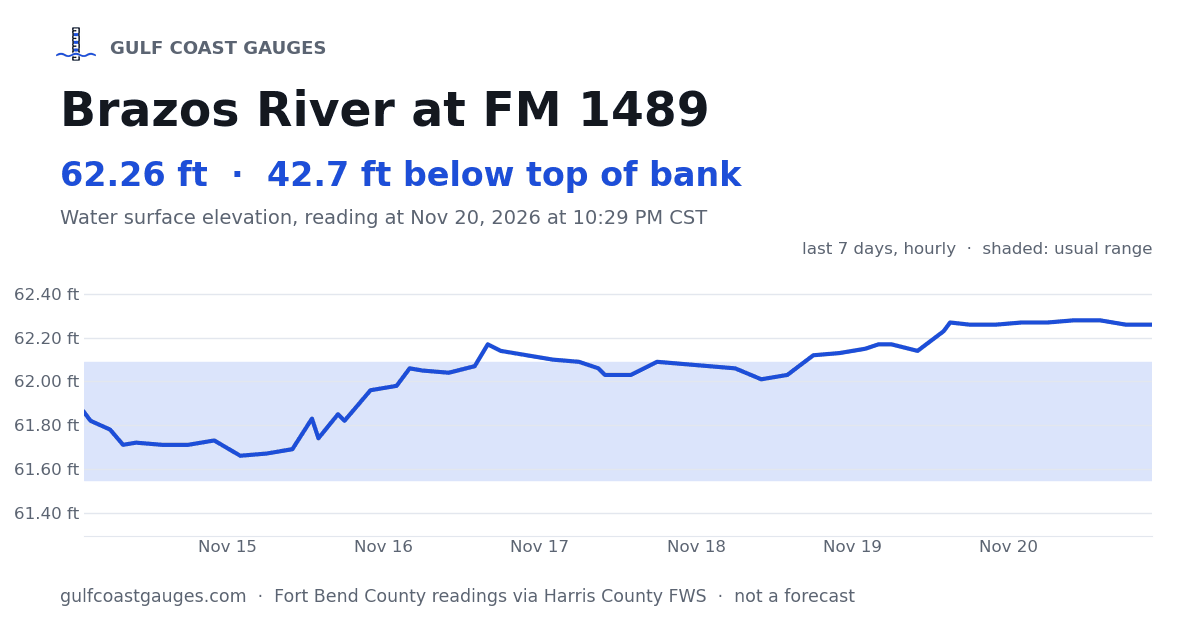 GULF COAST GAUGES
Brazos River at FM 1489
62.26 ft · 42.7 ft below top of bank
Water surface elevation, reading at Nov 20, 2026 at 10:29 PM CST
last 7 days, hourly · shaded: usual range
62.40 ft
62.20 ft
62.00 ft
61.80 ft
61.60 ft
61.40 ft
Nov 15 Nov 16 Nov 17 Nov 18 Nov 19 Nov 20
gulfcoastgauges.com · Fort Bend County readings via Harris County FWS · not a forecast